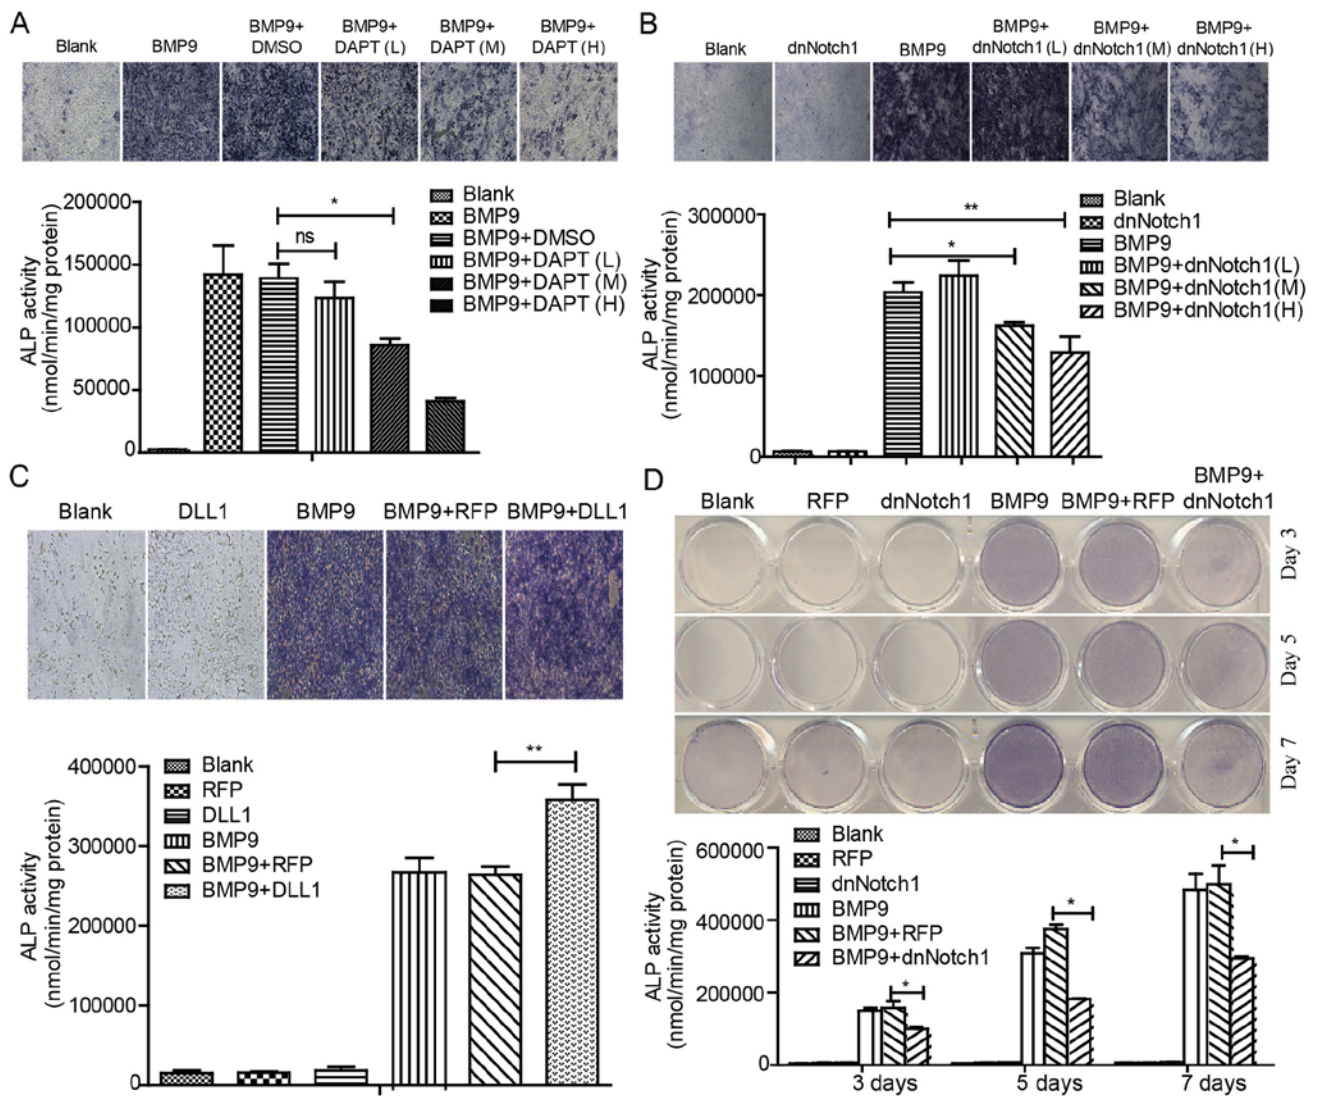 A
Blank
BMP9
BMP9+
DMSO
BMP9+
DAPT (L)
BMP9+
DAPT (M)
BMP9+
DAPT (H)
ALP activity
(nmol/min/mg protein)
200000
150000
100000
50000
0
*
ns
Blank
BMP9
BMP9+DMSO
BMP9+DAPT (L)
BMP9+DAPT (M)
BMP9+DAPT (H)
B
Blank
dnNotch1
BMP9
BMP9+
dnNotch1(L)
BMP9+
dnNotch1(M)
BMP9+
dnNotch1(H)
ALP activity
(nmol/min/mg protein)
300000
200000
100000
0
**
*
Blank
dnNotch1
BMP9
BMP9+dnNotch1(L)
BMP9+dnNotch1(M)
BMP9+dnNotch1(H)
C
Blank
DLL1
BMP9
BMP9+RFP
BMP9+DLL1
ALP activity
(nmol/min/mg protein)
400000
300000
200000
100000
0
**
Blank
RFP
DLL1
BMP9
BMP9+RFP
BMP9+DLL1
D
Blank
RFP
dnNotch1
BMP9
BMP9+RFP
BMP9+
dnNotch1
Day 3
Day 5
Day 7
ALP activity
(nmol/min/mg protein)
600000
400000
200000
0
Blank
RFP
dnNotch1
BMP9
BMP9+RFP
BMP9+dnNotch1
*
*
*
3 days
5 days
7 days